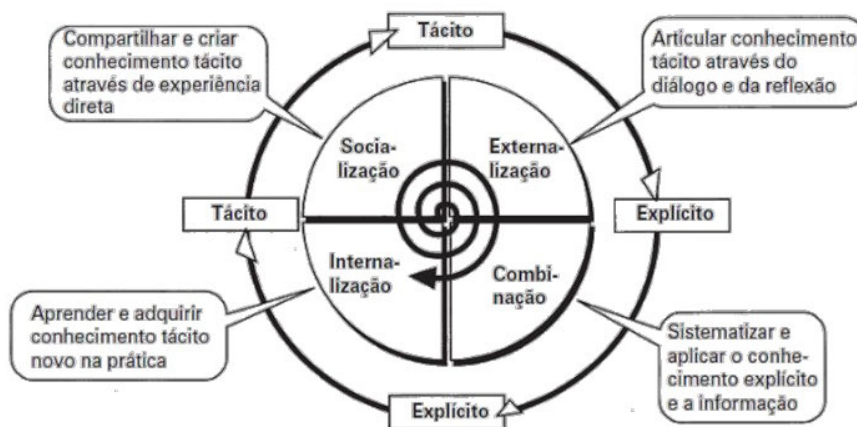 Tácito
Compartilhar e criar
conhecimento tácito
através de experiência
direta
Articular conhecimento
tácito através do
diálogo e da reflexão
Socia-
lização
Externa-
lização
Tácito
Explícito
Interna-
lização
Combi-
nação
Aprender e adquirir
conhecimento tácito
novo na prática
Sistematizar e
aplicar o conhe-
cimento explícito
e a informação
Explícito